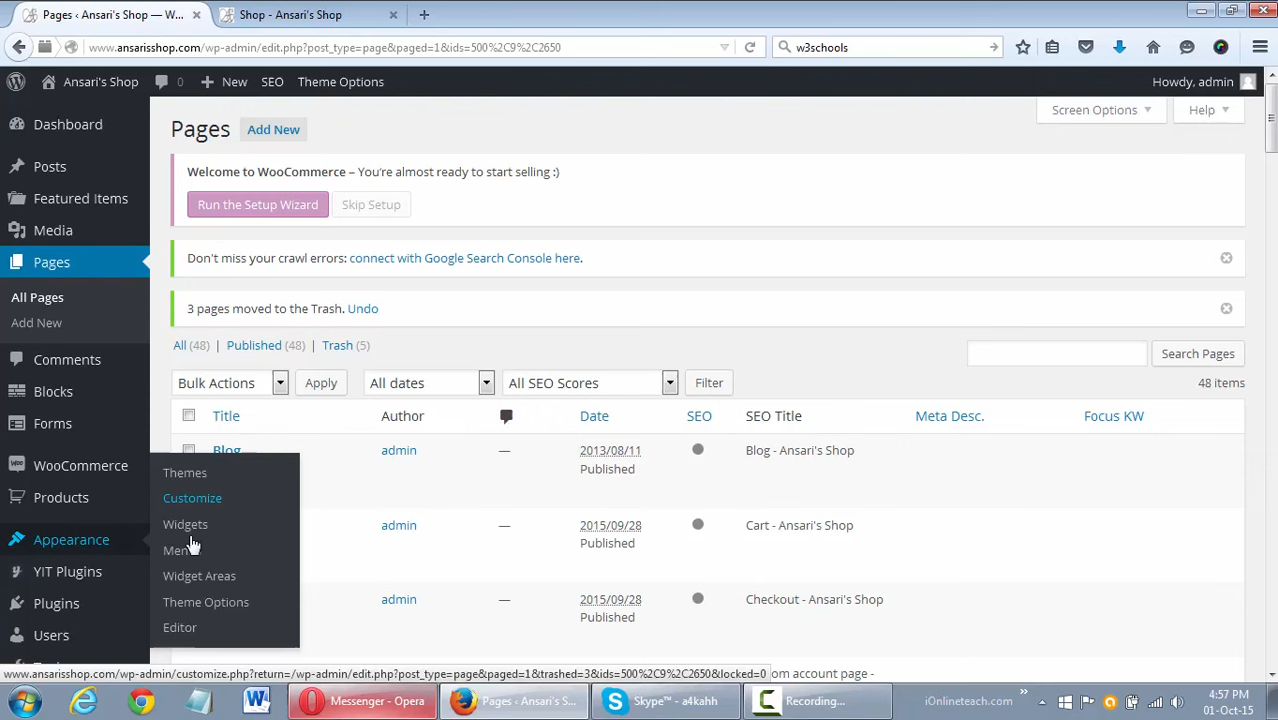 Pages ‹ Ansari's Shop — W... ×
Shop - Ansari's Shop ×
www.ansarisshop.com/wp-admin/edit.php?post_type=page&paged=1&ids=500%2C9%2C2650
w3schools
Ansari's Shop 0 + New SEO Theme Options Howdy, admin
Dashboard
Posts
Featured Items
Media
Pages
All Pages
Add New
Comments
Blocks
Forms
WooCommerce
Products
Appearance
YIT Plugins
Plugins
Users
Themes
Customize
Widgets
Widget Areas
Theme Options
Editor
Screen Options Help
Pages Add New
Welcome to WooCommerce – You're almost ready to start selling :)
Run the Setup Wizard Skip Setup
Don't miss your crawl errors: connect with Google Search Console here.
3 pages moved to the Trash. Undo
All (48) | Published (48) | Trash (5)
Search Pages
Bulk Actions Apply All dates All SEO Scores Filter 48 items
Title Author Date SEO SEO Title Meta Desc. Focus KW
Blog admin — 2013/08/11 Blog - Ansari's Shop
Published
admin — 2015/09/28 Cart - Ansari's Shop
Published
admin — 2015/09/28 Checkout - Ansari's Shop
Published
om account page -
www.ansarisshop.com/wp-admin/customize.php?return=/wp-admin/edit.php?post_type=page&paged=1&trashed=3&ids=500%2C9%2C2650&locked=0
Messenger - Opera
Pages ‹ Ansari's S...
Skype™ - a4kahh
Recording...
iOnlineteach.com
4:57 PM
01-Oct-15